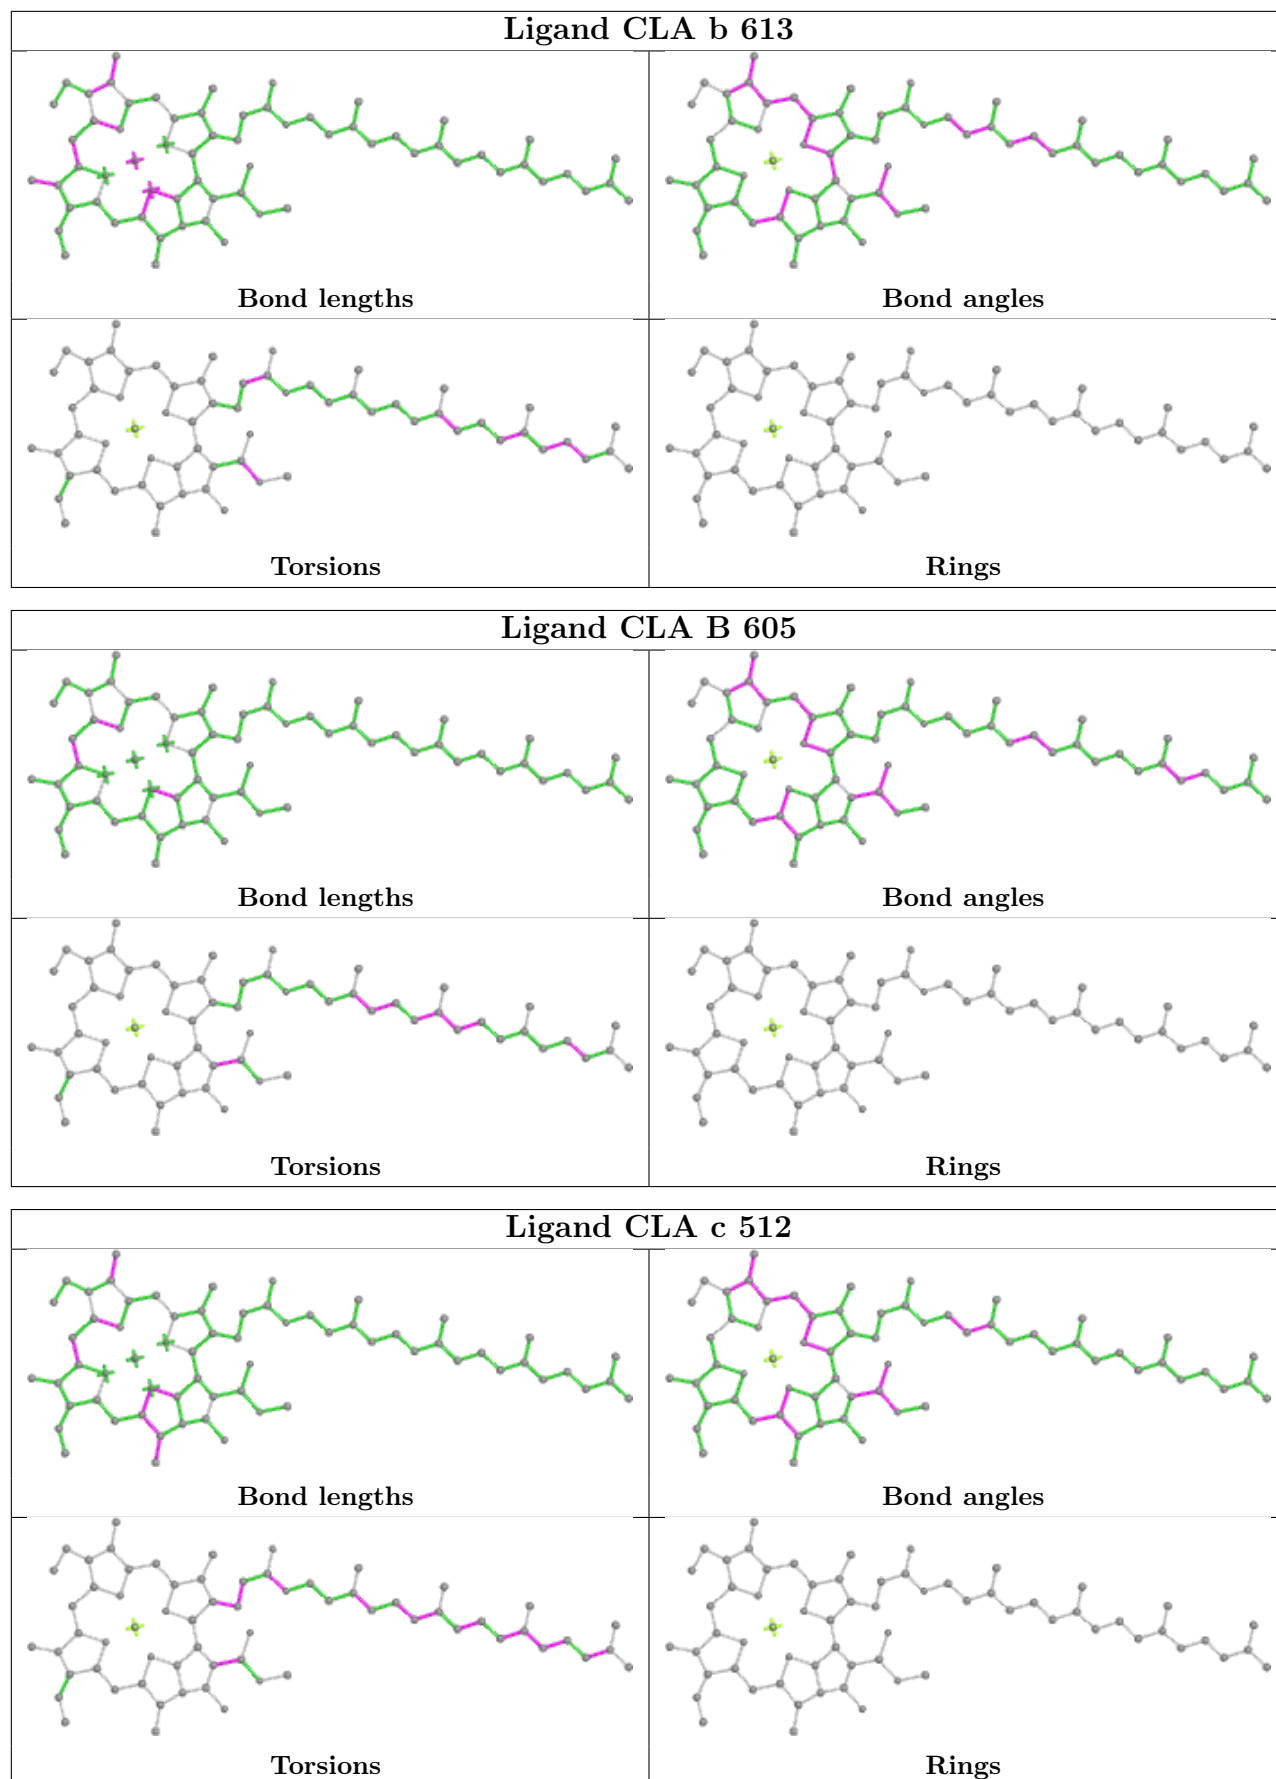 Ligand CLA b 613
Bond lengths
Bond angles
Torsions
Rings
Ligand CLA B 605
Bond lengths
Bond angles
Torsions
Rings
Ligand CLA c 512
Bond lengths
Bond angles
Torsions
Rings